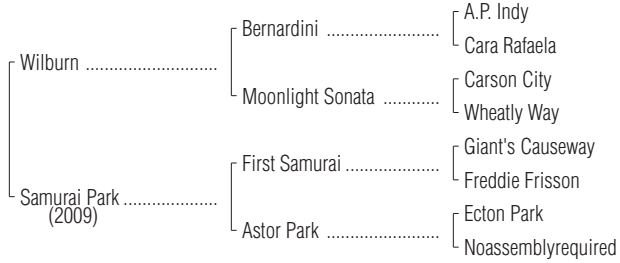 A.P. Indy
Bernardini ......................
Cara Rafaela
Wilburn .........................
Carson City
Moonlight Sonata ...........
Wheatly Way
Giant's Causeway
First Samurai ..................
Freddie Frisson
Samurai Park ..................
(2009)
Ecton Park
Astor Park ......................
Noassemblyrequired